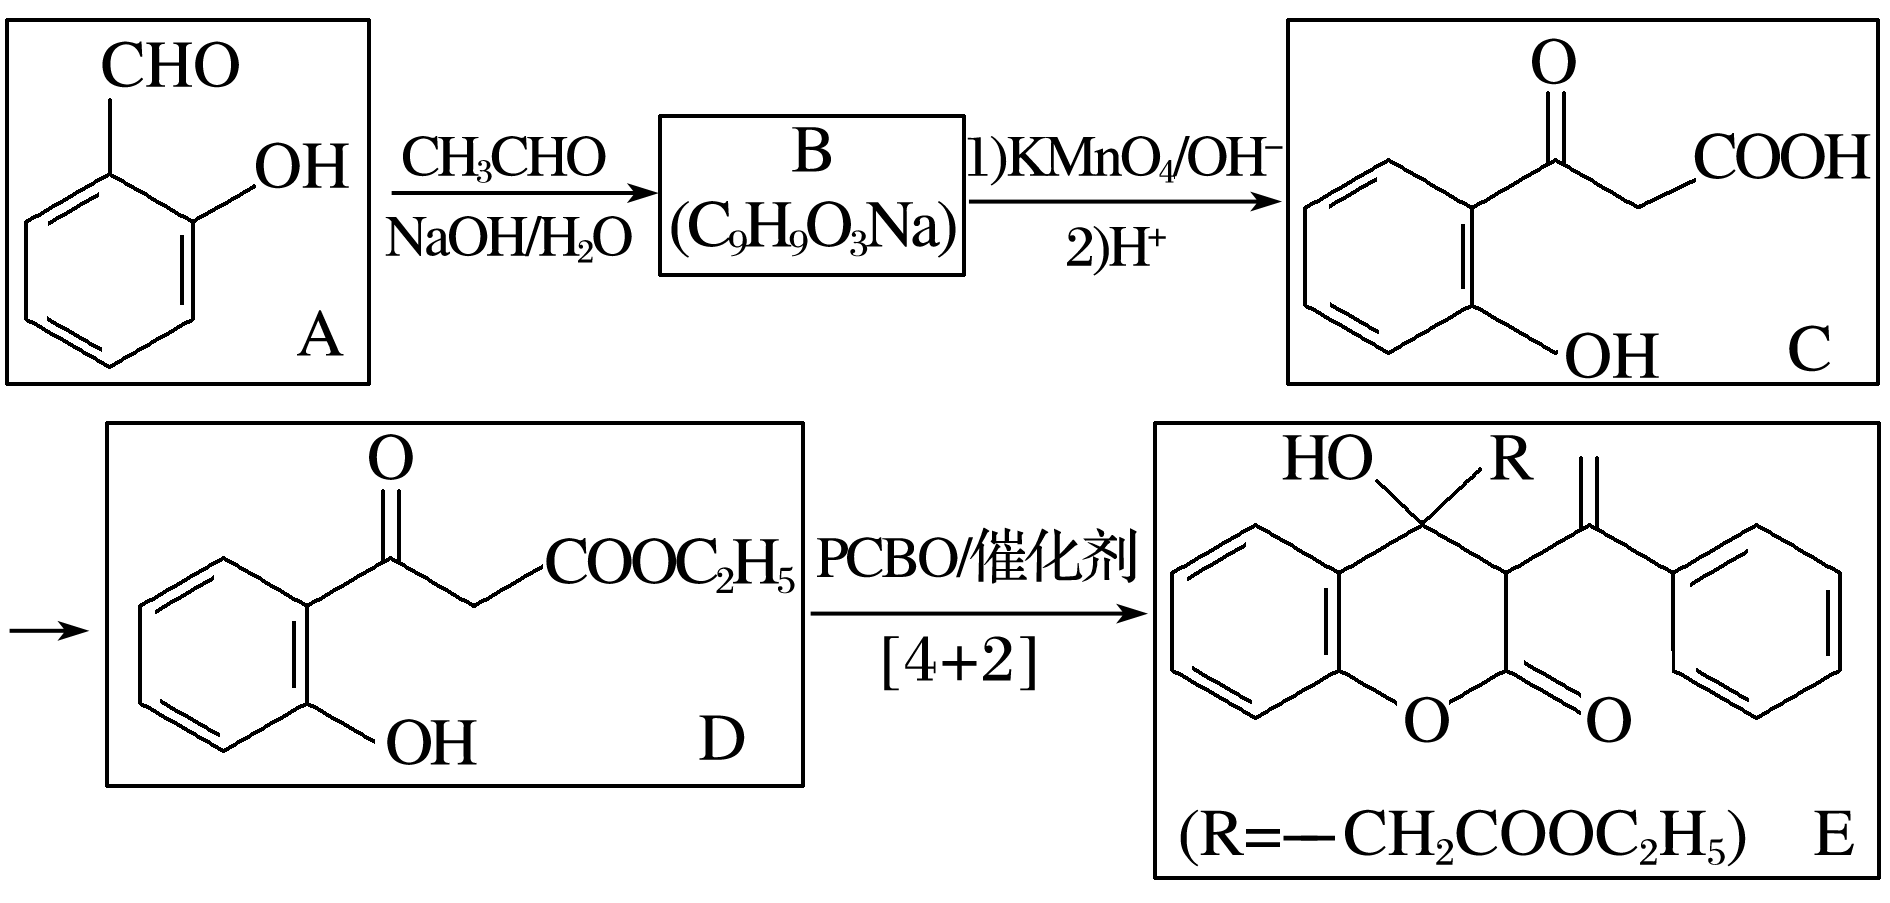 CHO
OH
A
CH₃CHO
NaOH/H₂O
B
(C₉H₉O₃Na)
1)KMnO₄/OH⁻
2)H⁺
O
COOH
OH
C
O
COOC₂H₅
OH
D
PCBO/催化剂
[4+2]
HO R
O O
(R=—CH₂COOC₂H₅) E